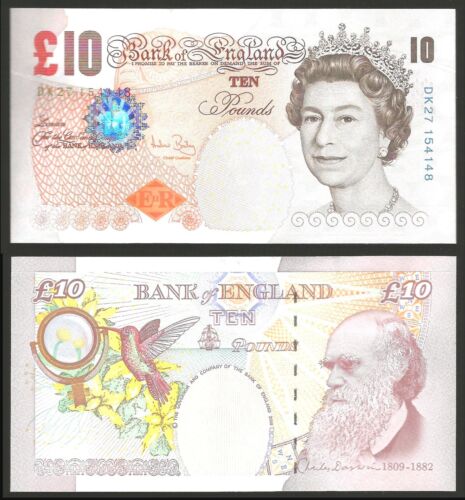 £10
Bank of England
10
I PROMISE TO PAY THE BEARER ON DEMAND THE SUM OF
TEN
Pounds
DK27 154148
DK27 154148
London
For the Govr and Compa
of the BANK of ENGLAND
Chief Cashier
E R
£10
BANK of ENGLAND
£10
TEN
POUNDS
© THE GOVERNOR AND COMPANY OF THE BANK OF ENGLAND 2000
Charles Darwin 1809-1882